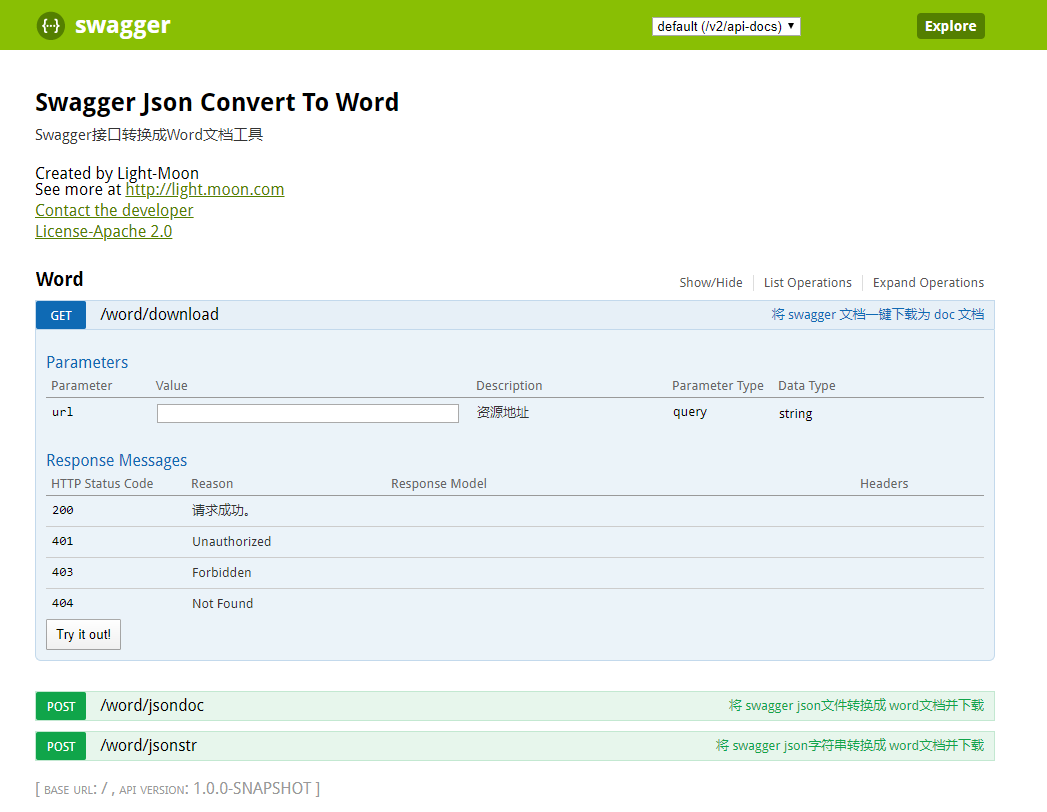 {···} swagger default (/v2/api-docs) ▼ Explore
Swagger Json Convert To Word
Swagger接口转换成Word文档工具
Created by Light-Moon
See more at http://light.moon.com
Contact the developer
License-Apache 2.0
Word Show/Hide List Operations Expand Operations
GET /word/download 将 swagger 文档一键下载为 doc 文档
Parameters
Parameter Value Description Parameter Type Data Type
url 资源地址 query string
Response Messages
HTTP Status Code Reason Response Model Headers
200 请求成功。
401 Unauthorized
403 Forbidden
404 Not Found
Try it out!
POST /word/jsondoc 将 swagger json文件转换成 word文档并下载
POST /word/jsonstr 将 swagger json字符串转换成 word文档并下载
[ BASE URL: / , API VERSION: 1.0.0-SNAPSHOT ]